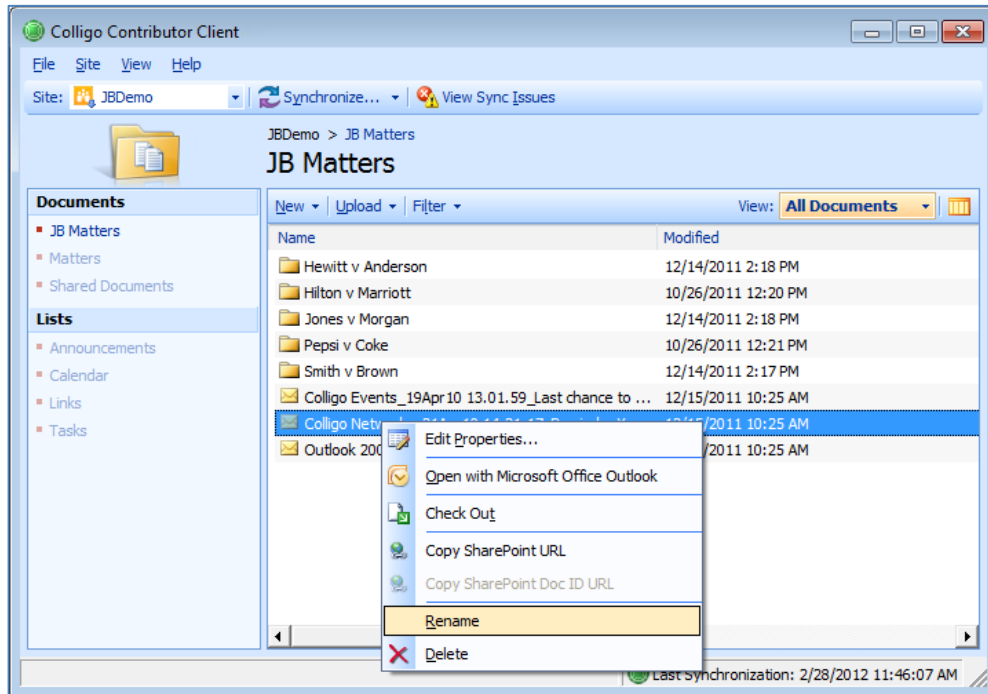 Colligo Contributor Client
File Site View Help
Site: JBDemo Synchronize... View Sync Issues
JBDemo > JB Matters
JB Matters
Documents
JB Matters
Matters
Shared Documents
Lists
Announcements
Calendar
Links
Tasks
New Upload Filter View: All Documents
Name Modified
Hewitt v Anderson 12/14/2011 2:18 PM
Hilton v Marriott 10/26/2011 12:20 PM
Jones v Morgan 12/14/2011 2:18 PM
Pepsi v Coke 10/26/2011 12:21 PM
Smith v Brown 12/14/2011 2:17 PM
Colligo Events_19Apr10 13.01.59_Last chance to ... 12/15/2011 10:25 AM
Colligo 12/15/2011 10:25 AM
Outlook /2011 10:25 AM
Edit Properties...
Open with Microsoft Office Outlook
Check Out
Copy SharePoint URL
Copy SharePoint Doc ID URL
Rename
Delete
Last Synchronization: 2/28/2012 11:46:07 AM